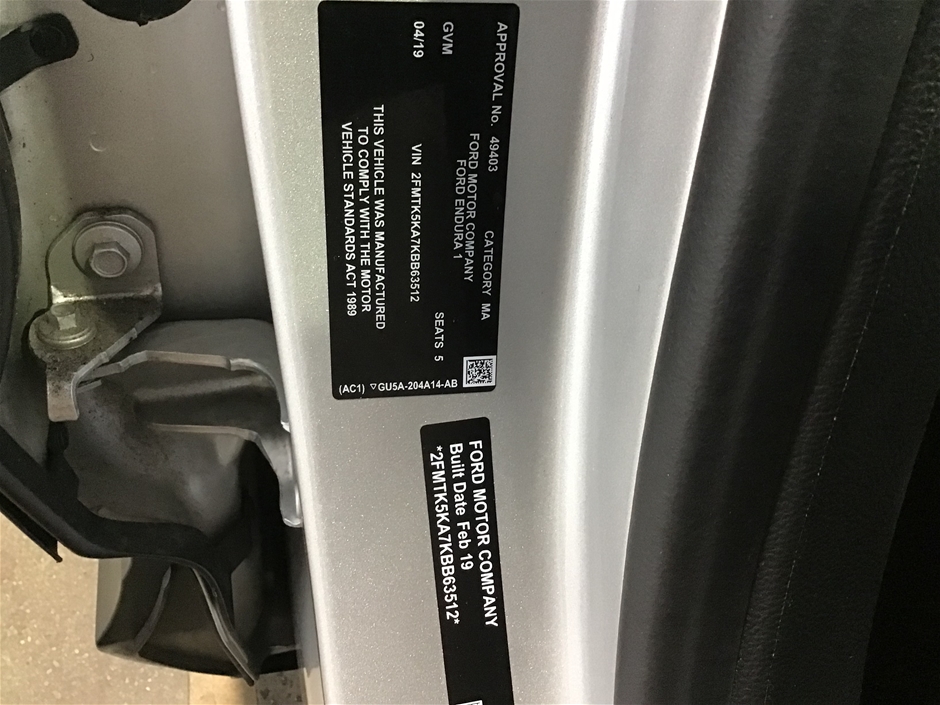 APPROVAL No. 49403 CATEGORY MA
FORD MOTOR COMPANY
FORD ENDURA 1
GVM SEATS 5
04/19 VIN 2FMTK5KA7KBB63512
THIS VEHICLE WAS MANUFACTURED
TO COMPLY WITH THE MOTOR
VEHICLE STANDARDS ACT 1989
(AC1) ▽GU5A-204A14-AB
FORD MOTOR COMPANY
Built Date Feb 19
*2FMTK5KA7KBB63512*